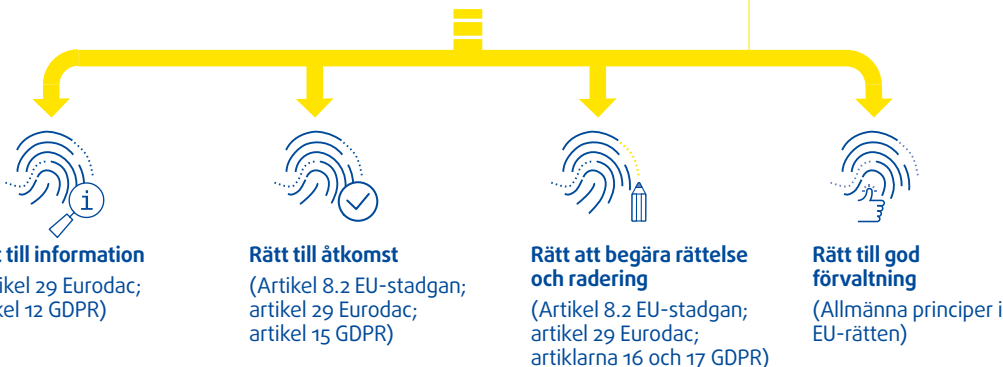 t till information
ikel 29 Eurodac;
kel 12 GDPR)
Rätt till åtkomst
(Artikel 8.2 EU-stadgan;
artikel 29 Eurodac;
artikel 15 GDPR)
Rätt att begära rättelse
och radering
(Artikel 8.2 EU-stadgan;
artikel 29 Eurodac;
artiklarna 16 och 17 GDPR)
Rätt till god
förvaltning
(Allmänna principer i
EU-rätten)